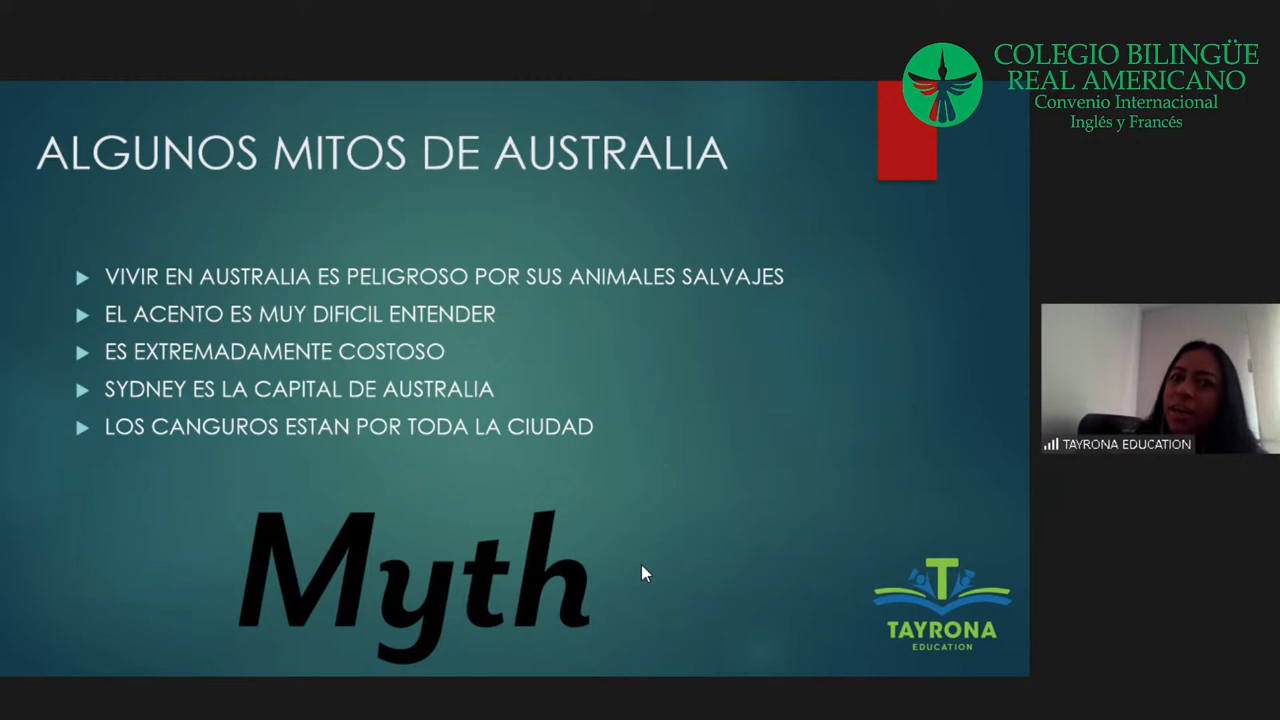 COLEGIO BILINGÜE
REAL AMERICANO
Convenio Internacional
Inglés y Francés
ALGUNOS MITOS DE AUSTRALIA
VIVIR EN AUSTRALIA ES PELIGROSO POR SUS ANIMALES SALVAJES
EL ACENTO ES MUY DIFICIL ENTENDER
ES EXTREMADAMENTE COSTOSO
SYDNEY ES LA CAPITAL DE AUSTRALIA
LOS CANGUROS ESTAN POR TODA LA CIUDAD
TAYRONA EDUCATION
Myth
TAYRONA
EDUCATION